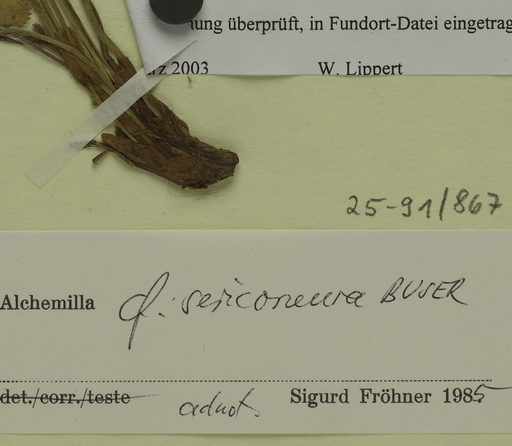 ung überprüft, in Fundort-Datei eingetrag
rz 2003 W. Lippert
25-91/867
Alchemilla cf. sericoneura BUSER
det./corr./teste adnot. Sigurd Fröhner 1985